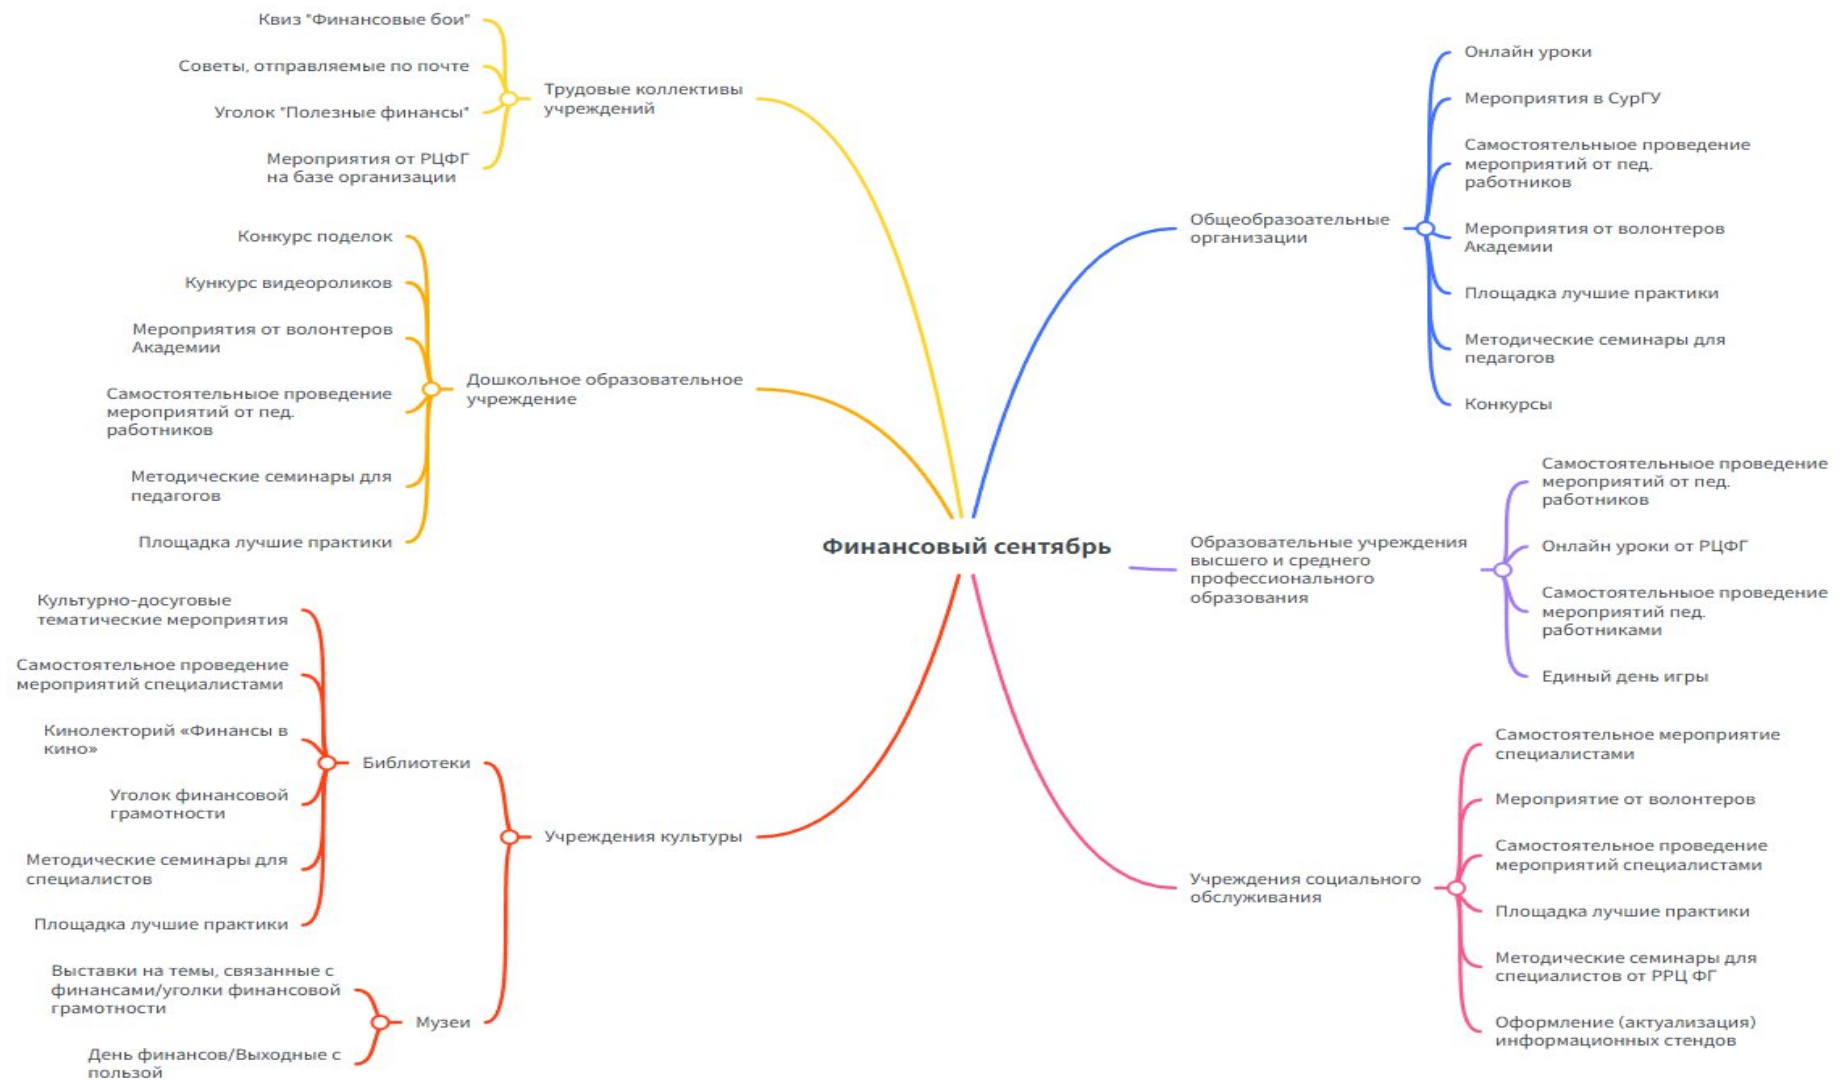 Финансовый сентябрь
Трудовые коллективы
учреждений
Квиз "Финансовые бои"
Советы, отправляемые по почте
Уголок "Полезные финансы"
Мероприятия от РЦФГ
на базе организации
Дошкольное образовательное
учреждение
Конкурс поделок
Кункурс видеороликов
Мероприятия от волонтеров
Академии
Самостоятельныое проведение
мероприятий от пед.
работников
Методические семинары для
педагогов
Площадка лучшие практики
Учреждения культуры
Библиотеки
Культурно-досуговые
тематические мероприятия
Самостоятельное проведение
мероприятий специалистами
Кинолекторий «Финансы в
кино»
Уголок финансовой
грамотности
Методические семинары для
специалистов
Площадка лучшие практики
Музеи
Выставки на темы, связанные с
финансами/уголки финансовой
грамотности
День финансов/Выходные с
пользой
Общеобразоательные
организации
Онлайн уроки
Мероприятия в СурГУ
Самостоятельныое проведение
мероприятий от пед.
работников
Мероприятия от волонтеров
Академии
Площадка лучшие практики
Методические семинары для
педагогов
Конкурсы
Образовательные учреждения
высшего и среднего
профессионального
образования
Самостоятельныое проведение
мероприятий от пед.
работников
Онлайн уроки от РЦФГ
Самостоятельныое проведение
мероприятий пед.
работниками
Единый день игры
Учреждения социального
обслуживания
Самостоятельное мероприятие
специалистами
Мероприятие от волонтеров
Самостоятельное проведение
мероприятий специалистами
Площадка лучшие практики
Методические семинары для
специалистов от РРЦ ФГ
Оформление (актуализация)
информационных стендов